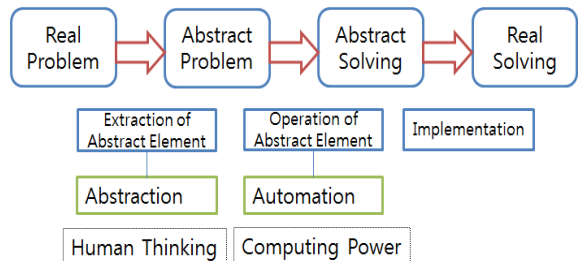 Real
Problem
Abstract
Problem
Abstract
Solving
Real
Solving
Extraction of
Abstract Element
Operation of
Abstract Element
Implementation
Abstraction
Automation
Human Thinking
Computing Power